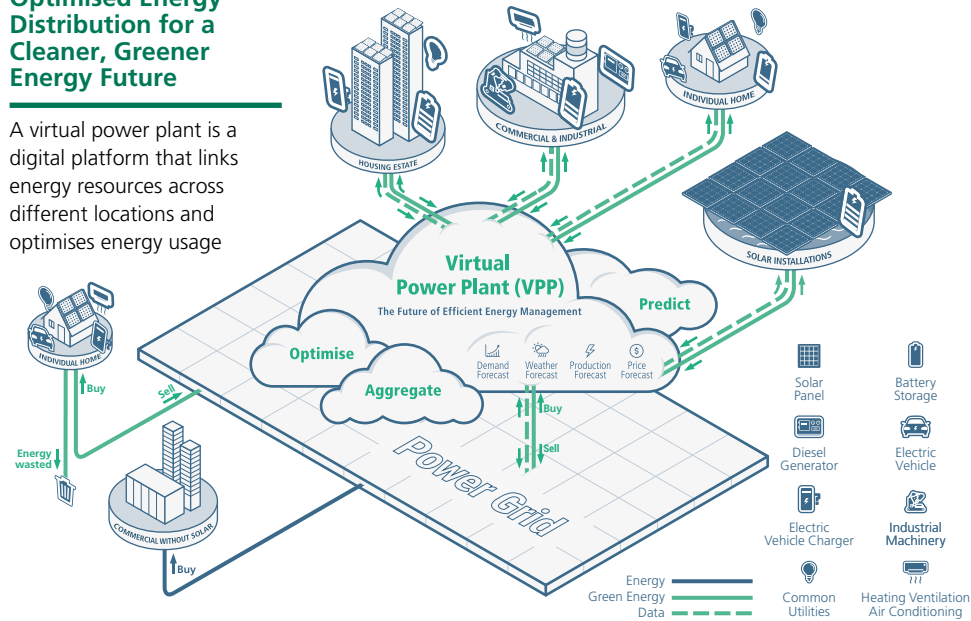 Optimised Energy
Distribution for a
Cleaner, Greener
Energy Future
A virtual power plant is a
digital platform that links
energy resources across
different locations and
optimises energy usage
HOUSING ESTATE
COMMERCIAL & INDUSTRIAL
INDIVIDUAL HOME
SOLAR INSTALLATIONS
Virtual
Power Plant (VPP)
The Future of Efficient Energy Management
Predict
Optimise
Aggregate
Demand
Forecast
Weather
Forecast
Production
Forecast
Price
Forecast
Buy
Sell
Power Grid
INDIVIDUAL HOME
Buy
Sell
Energy
wasted
COMMERCIAL WITHOUT SOLAR
Buy
Solar
Panel
Battery
Storage
Diesel
Generator
Electric
Vehicle
Electric
Vehicle Charger
Industrial
Machinery
Common
Utilities
Heating Ventilation
Air Conditioning
Energy
Green Energy
Data